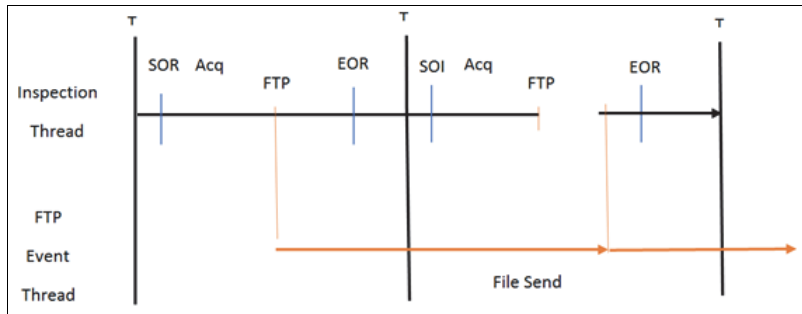 T T T
SOR Acq FTP EOR SOI Acq FTP EOR
Inspection
Thread
FTP
Event
Thread
File Send